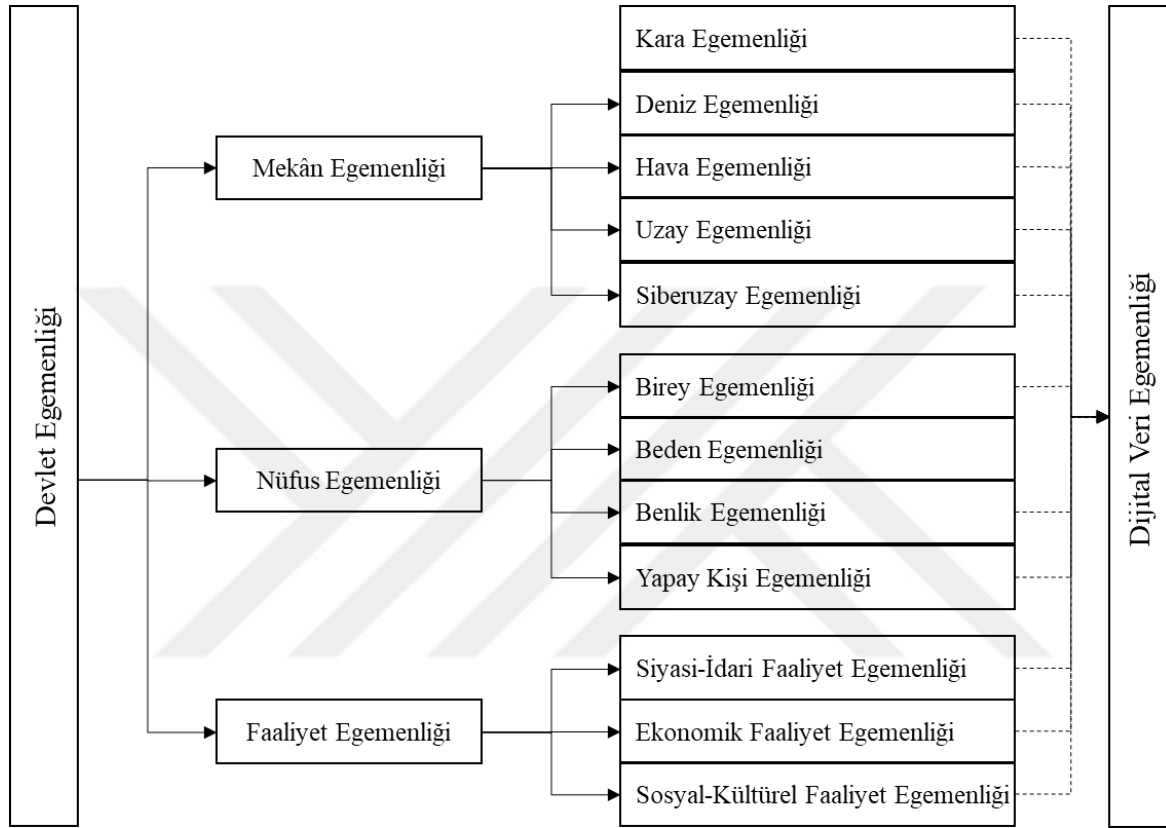 Devlet Egemenliği
Mekân Egemenliği
Nüfus Egemenliği
Faaliyet Egemenliği
Kara Egemenliği
Deniz Egemenliği
Hava Egemenliği
Uzay Egemenliği
Siberuzay Egemenliği
Birey Egemenliği
Beden Egemenliği
Benlik Egemenliği
Yapay Kişi Egemenliği
Siyasi-İdari Faaliyet Egemenliği
Ekonomik Faaliyet Egemenliği
Sosyal-Kültürel Faaliyet Egemenliği
Dijital Veri Egemenliği